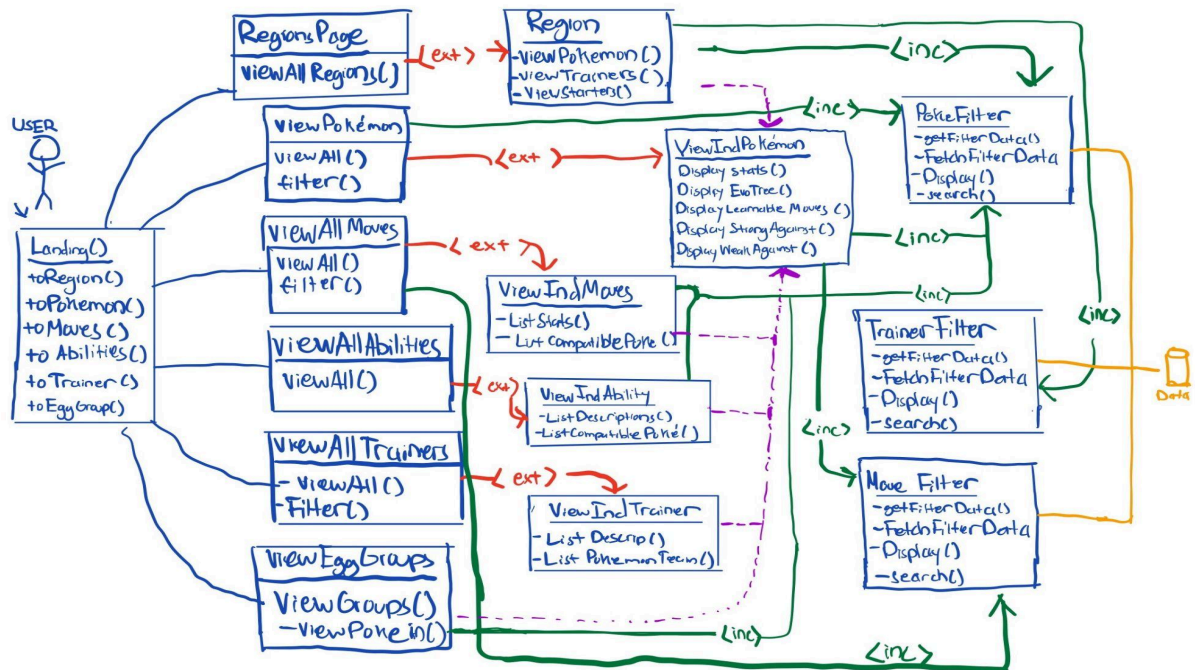 USER
Landing()
toRegion()
toPokemon()
toMoves()
to Abilities()
to Trainer()
to EggGroup()
RegionsPage
viewAllRegions()
<ext>
Region
-viewPokemon()
-viewTrainers()
-ViewStarters()
<inc>
viewPokémon
viewAll()
filter()
<inc>
<ext>
ViewIndPokémon
Display stats()
Display EvoTree()
Display Learnable Moves ()
Display StrongAgainst()
Display WeakAgainst()
PokeFilter
-getFilterData()
-FetchFilterData
-Display()
-search()
<inc>
<inc>
<inc>
viewAllMoves
viewAll()
filter()
<ext>
ViewIndMoves
-ListStats()
- List CompatiblePoke()
viewAllAbilities
viewAll()
<ext>
ViewIndAbility
-ListDescriptions()
-ListCompatiblePoké()
TrainerFilter
-getFilterData()
-FetchFilterData
-Display()
-search()
Data
<inc>
viewAllTrainers
-viewAll()
-Filter()
<ext>
ViewIndTrainer
- List Descrip()
- List PokemonTeam()
Move Filter
-getFilterData()
-FetchFilterData
-Display()
-search()
viewEggGroups
ViewGroups()
-viewPokein()
<inc>
<inc>